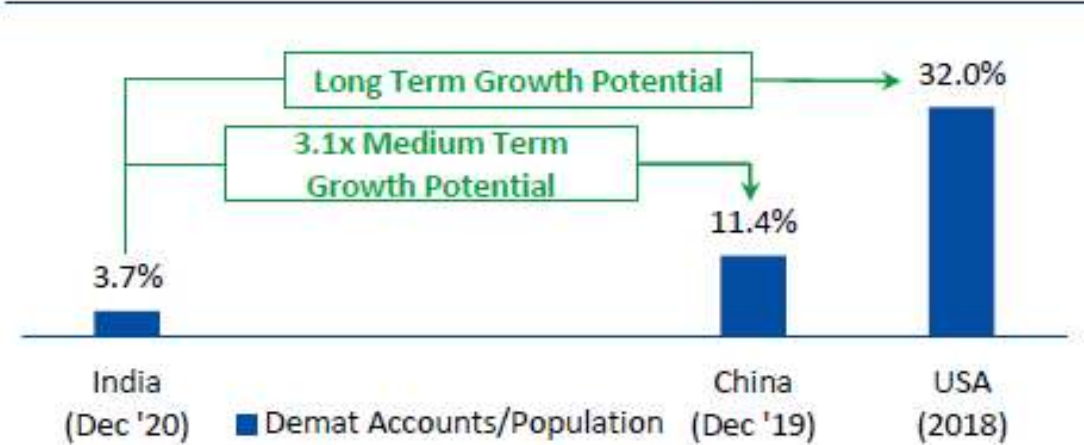 Long Term Growth Potential
32.0%
3.1x Medium Term
Growth Potential
11.4%
3.7%
India
(Dec '20)
Demat Accounts/Population
China
(Dec '19)
USA
(2018)